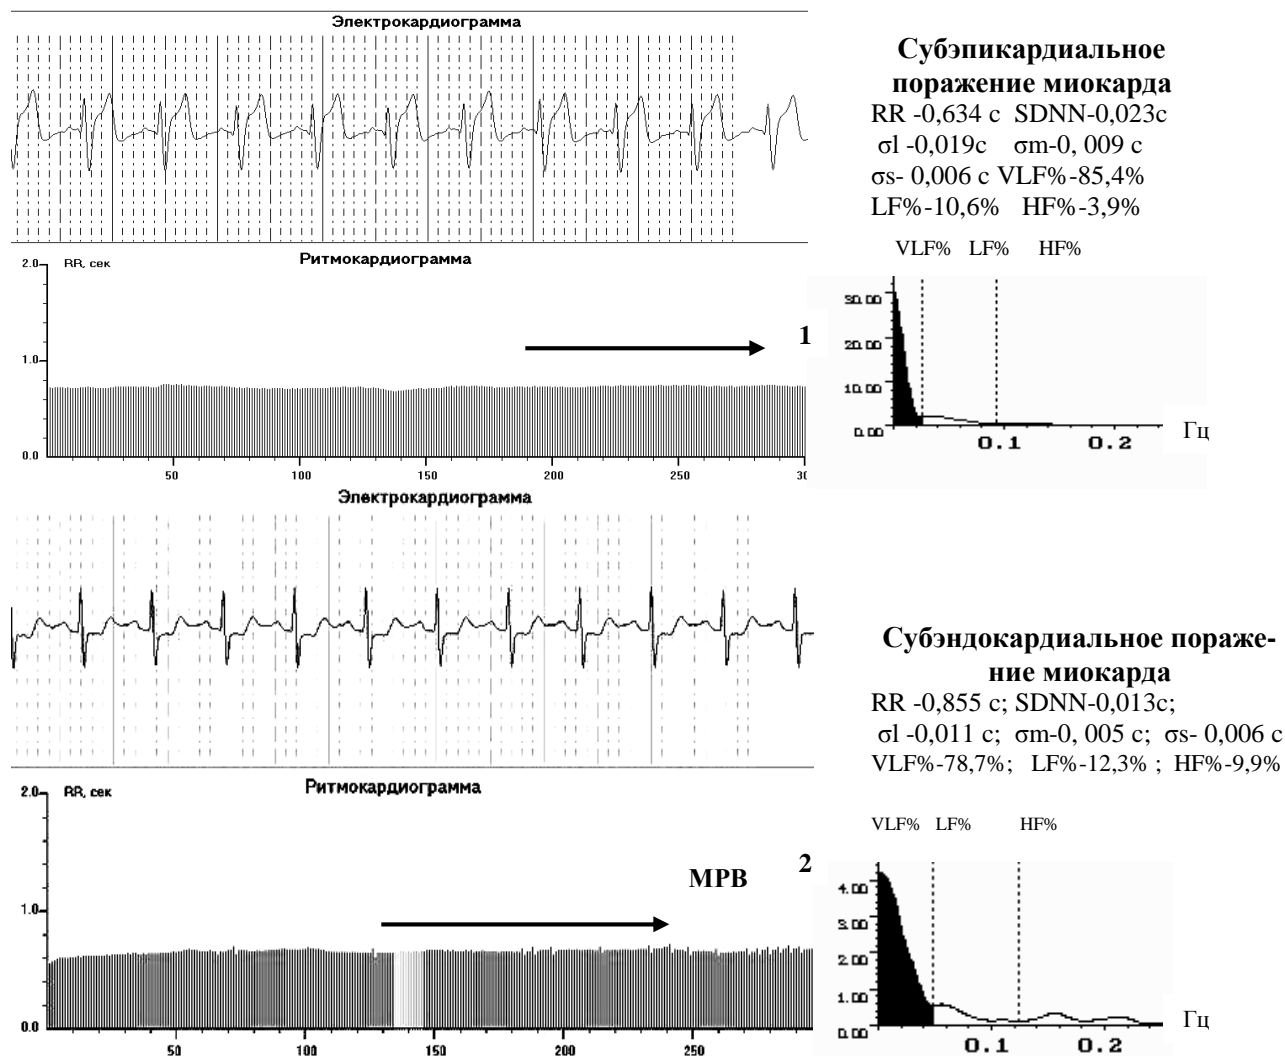 Электрокардиограмма
Субэпикардиальное
поражение миокарда
RR -0,634 с SDNN-0,023с
σl -0,019с σm-0, 009 с
σs- 0,006 с VLF%-85,4%
LF%-10,6% HF%-3,9%
VLF% LF% HF%
Ритмокардиограмма
RR, сек
2.0
1.0
0.0
50 100 150 200 250 30
1
30.00
20.00
10.00
0.00
0.1 0.2
Гц
Электрокардиограмма
Субэндокардиальное пораже-
ние миокарда
RR -0,855 с; SDNN-0,013с;
σl -0,011 с; σm-0, 005 с; σs- 0,006 с
VLF%-78,7%; LF%-12,3% ; HF%-9,9%
VLF% LF% HF%
Ритмокардиограмма
RR, сек
2.0
1.0
0.0
50 100 150 200 250
МРВ
2
4.00
3.00
2.00
1.00
0.00
0.1 0.2
Гц